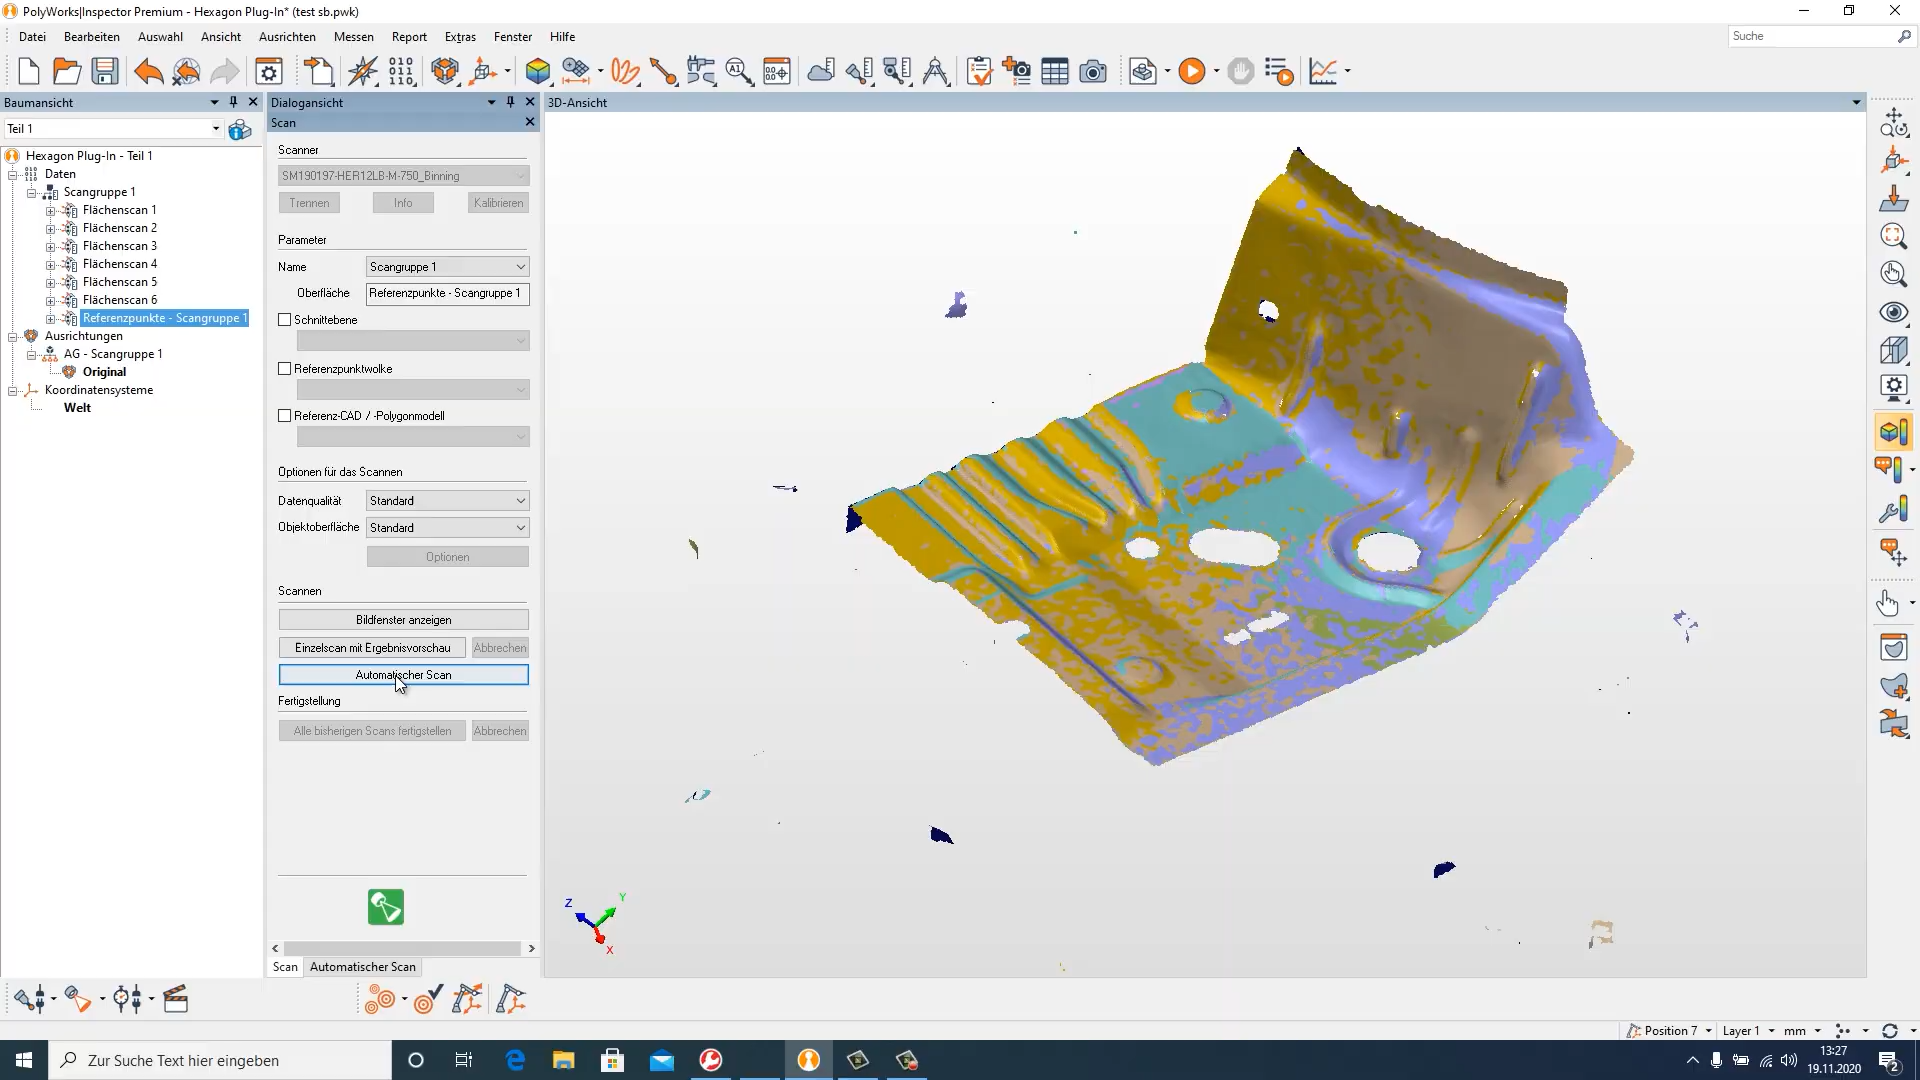 PolyWorks|Inspector Premium - Hexagon Plug-In* (test sb.pwk)
Datei Bearbeiten Auswahl Ansicht Ausrichten Messen Report Extras Fenster Hilfe
Suche
Baumansicht
Teil 1
Hexagon Plug-In - Teil 1
Daten
Scangruppe 1
Flächenscan 1
Flächenscan 2
Flächenscan 3
Flächenscan 4
Flächenscan 5
Flächenscan 6
Referenzpunkte - Scangruppe 1
Ausrichtungen
AG - Scangruppe 1
Original
Koordinatensysteme
Welt
Dialogansicht
Scan
Scanner
SM190197-HER12LB-M-750_Binning
Trennen Info Kalibrieren
Parameter
Name Scangruppe 1
Oberfläche Referenzpunkte - Scangruppe 1
Schnittebene
Referenzpunktwolke
Referenz-CAD / -Polygonmodell
Optionen für das Scannen
Datenqualität Standard
Objektoberfläche Standard
Optionen
Scannen
Bildfenster anzeigen
Einzelscan mit Ergebnisvorschau Abbrechen
Automatischer Scan
Fertigstellung
Alle bisherigen Scans fertigstellen Abbrechen
Scan Automatischer Scan
3D-Ansicht
Z Y
X
Position 7 Layer 1 mm
Zur Suche Text hier eingeben
13:27
19.11.2020
2